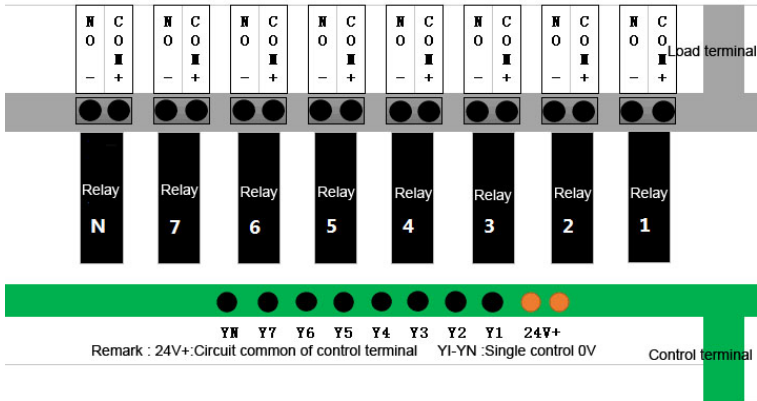 N C N C N C N C N C N C N C N C
O O O O O O O O O O O O O O O O
M M M M M M M M
Load terminal
- + - + - + - + - + - + - + - +
Relay Relay Relay Relay Relay Relay Relay Relay
N 7 6 5 4 3 2 1
YN Y7 Y6 Y5 Y4 Y3 Y2 Y1 24V+
Remark : 24V+:Circuit common of control terminal YI-YN :Single control 0V
Control terminal